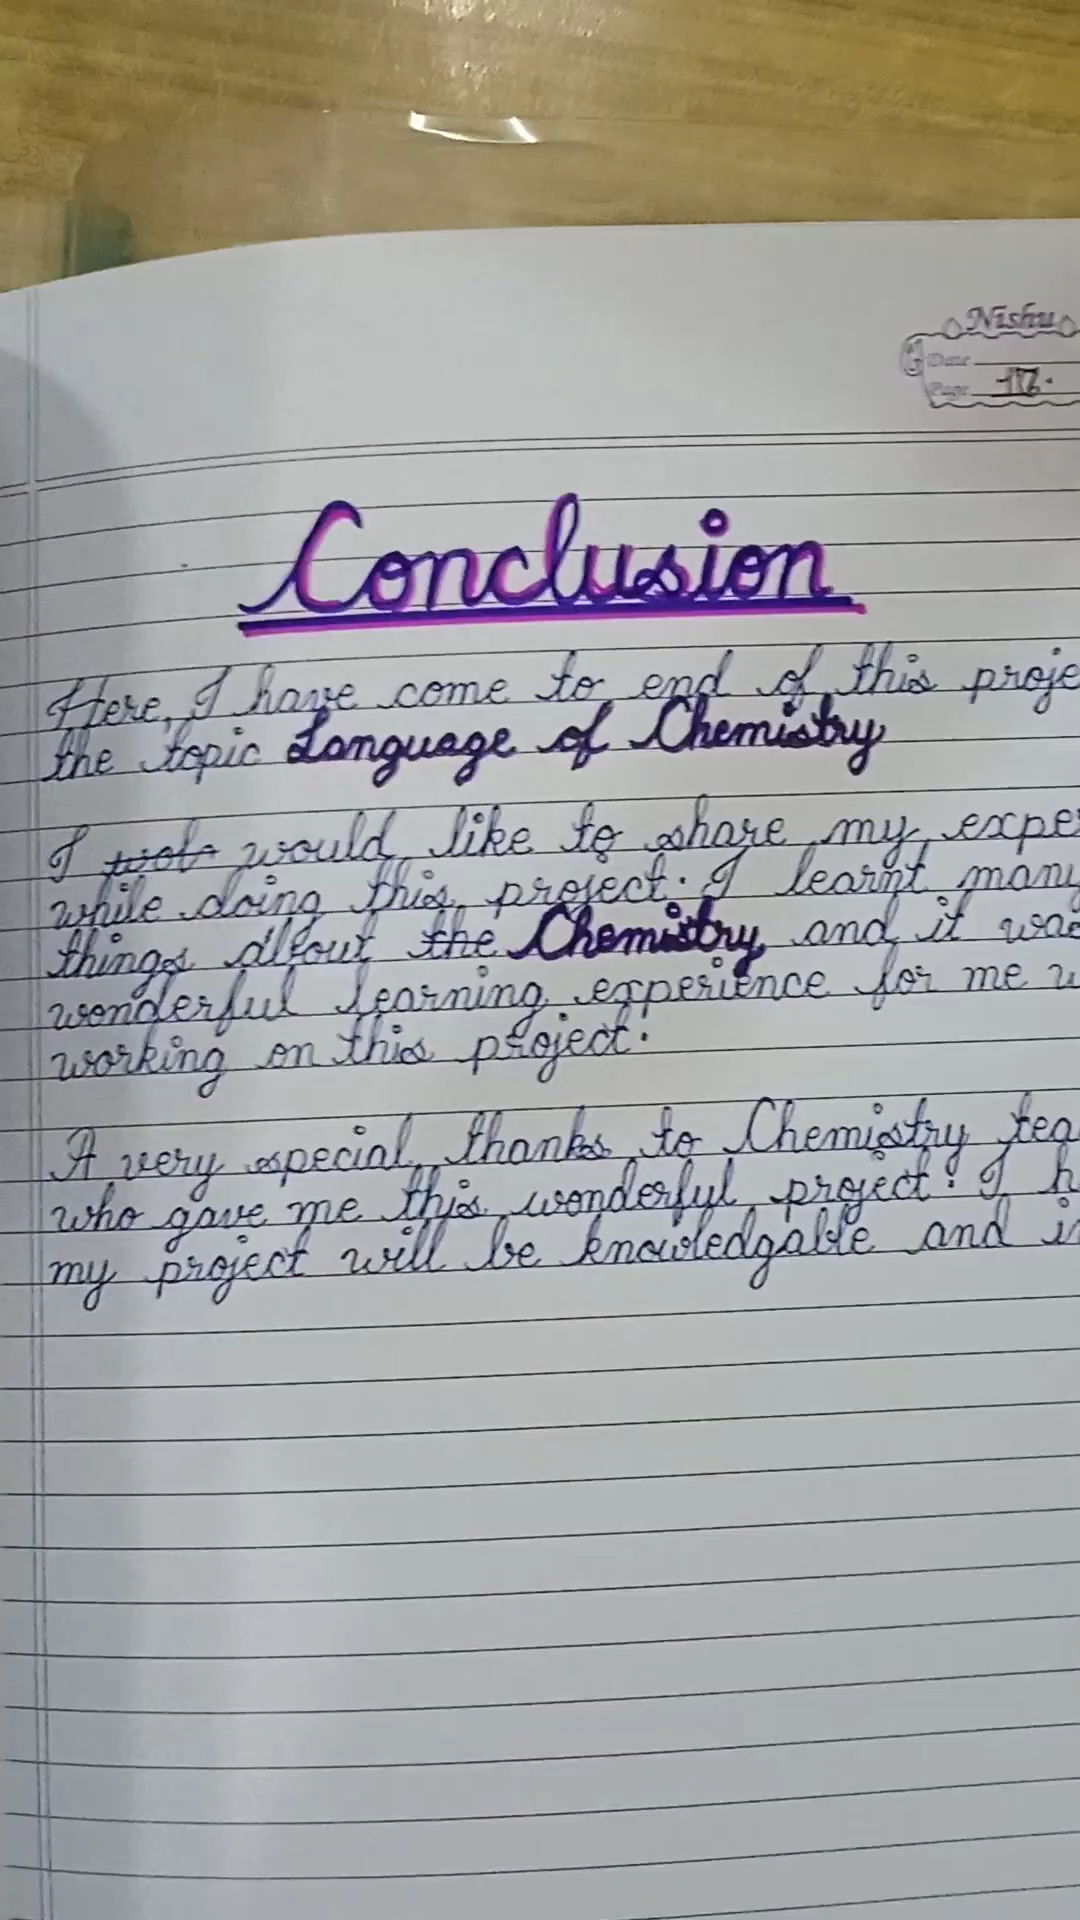 Nishu
Date
Page
Conclusion
Here, I have come to end of this proje
the topic Language of Chemistry
I would like to share my expe
while doing this project. I learnt many
things about the Chemistry and it was
wonderful learning experience for me w
working on this project.
A very special thanks to Chemistry tea
who gave me this wonderful project. I h
my project will be knowledgable and in